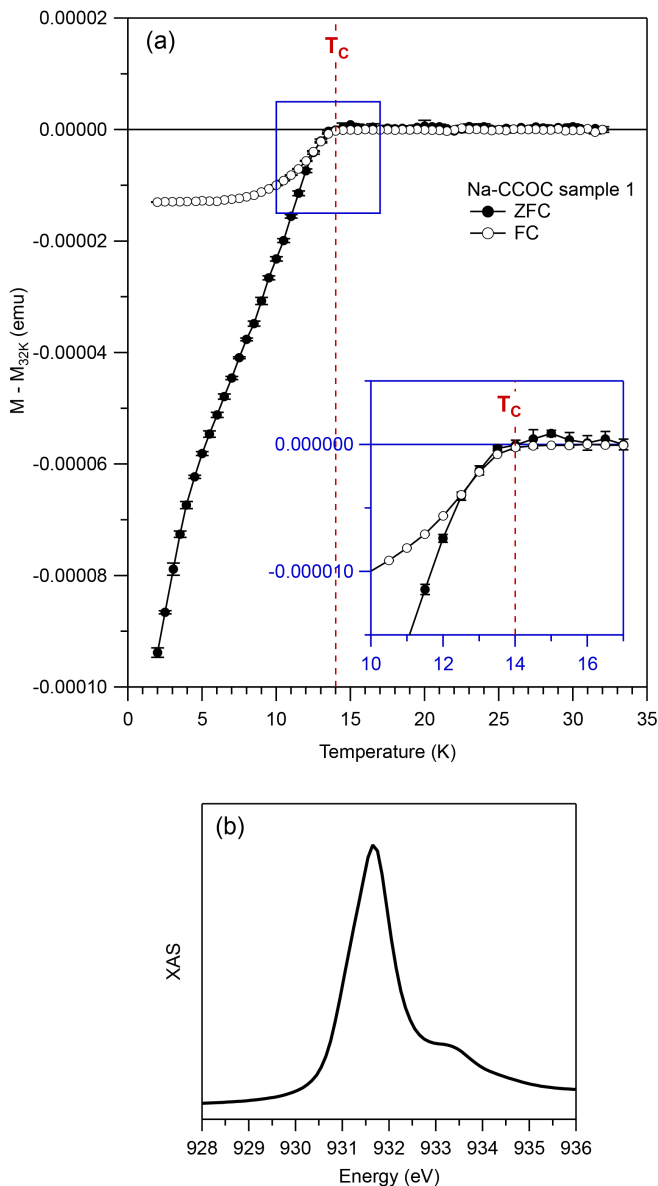 (a)
T_C
0.00002
0.00000
-0.00002
-0.00004
-0.00006
-0.00008
-0.00010
M - M_32K (emu)
Na-CCOC sample 1
ZFC
FC
T_C
0.000000
-0.000010
10 12 14 16
0 5 10 15 20 25 30 35
Temperature (K)
(b)
XAS
928 929 930 931 932 933 934 935 936
Energy (eV)